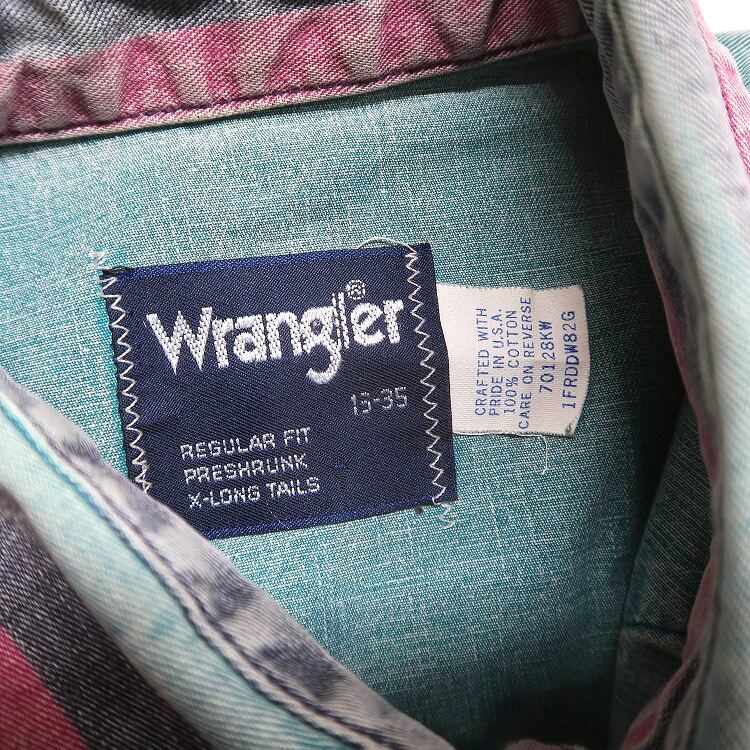 Wrangler®
15-35
REGULAR FIT
PRESHRUNK
X-LONG TAILS
CRAFTED WITH
PRIDE IN U.S.A.
100% COTTON
CARE ON REVERSE
70128KW
1FRDDW82G